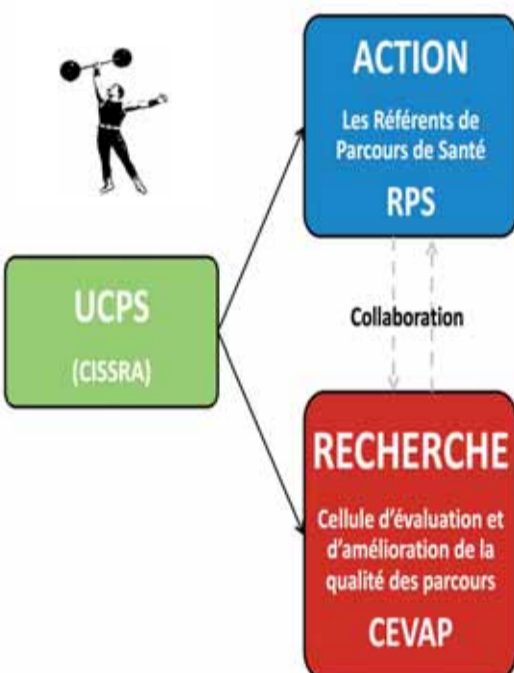 ACTION
Les Référents de
Parcours de Santé
RPS
UCPS
(CISSRA)
Collaboration
RECHERCHE
Cellule d'évaluation et
d'amélioration de la
qualité des parcours
CEVAP